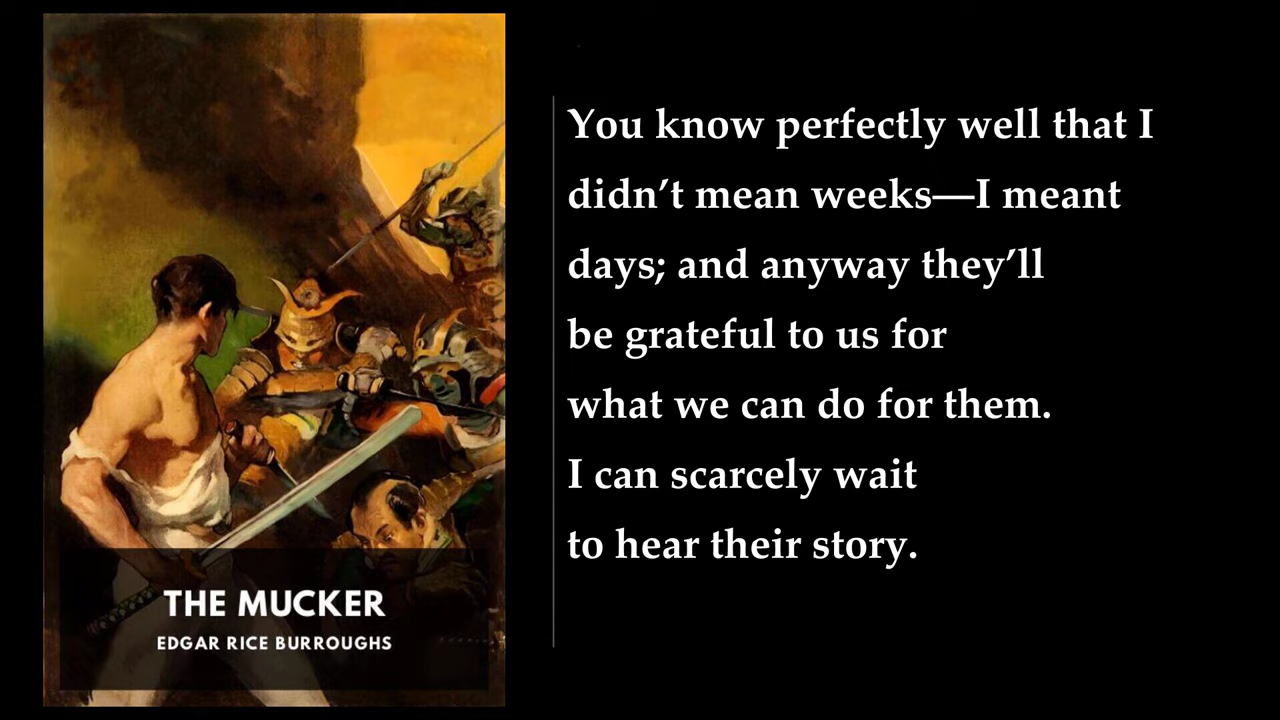 THE MUCKER
EDGAR RICE BURROUGHS
You know perfectly well that I
didn’t mean weeks—I meant
days; and anyway they’ll
be grateful to us for
what we can do for them.
I can scarcely wait
to hear their story.